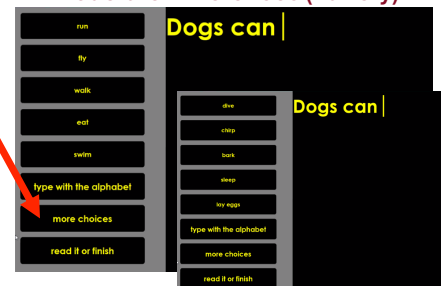 run
Dogs can
fly
walk
eat
swim
type with the alphabet
more choices
read it or finish
dive
Dogs can
chirp
bark
sleep
lay eggs
type with the alphabet
more choices
read it or finish